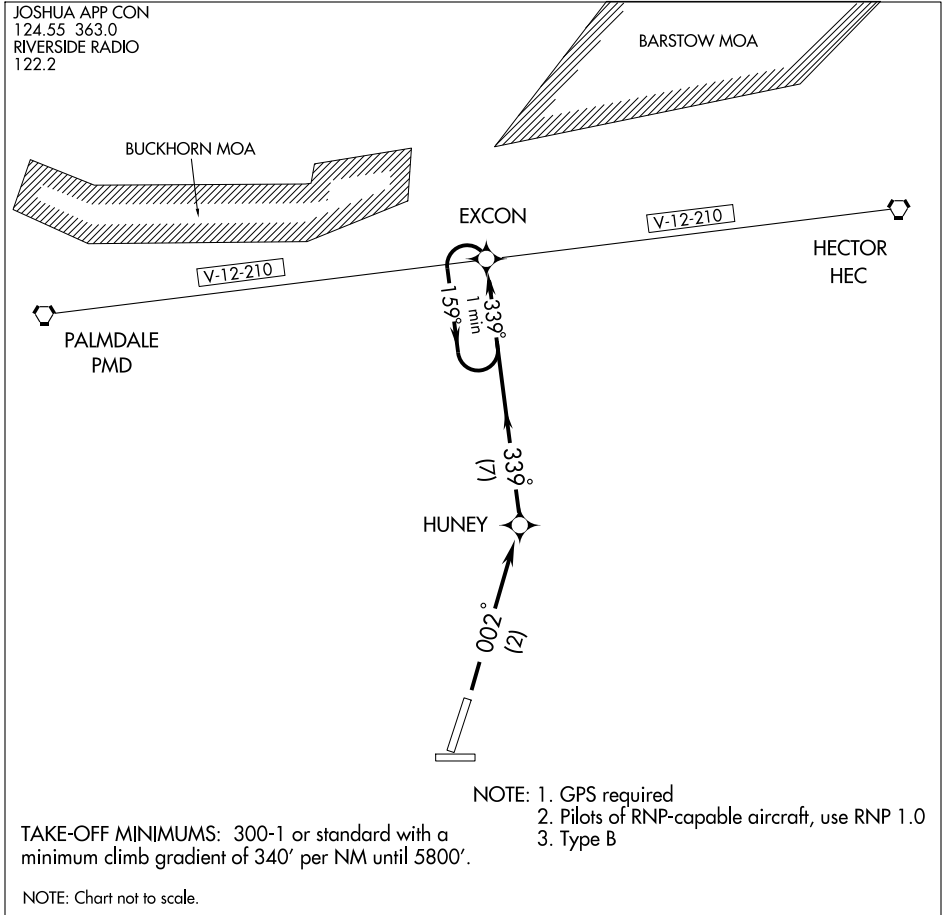 JOSHUA APP CON
124.55 363.0
RIVERSIDE RADIO
122.2
BARSTOW MOA
BUCKHORN MOA
EXCON
V-12-210
HECTOR
HEC
V-12-210
PALMDALE
PMD
159°
1 min
339°
339°
(7)
HUNEY
002°
(2)
NOTE: 1. GPS required
2. Pilots of RNP-capable aircraft, use RNP 1.0
3. Type B
TAKE-OFF MINIMUMS: 300-1 or standard with a
minimum climb gradient of 340' per NM until 5800'.
NOTE: Chart not to scale.